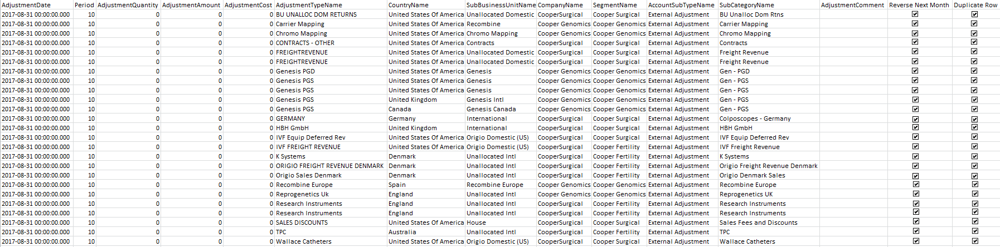 AdjustmentDate Period AdjustmentQuantity AdjustmentAmount AdjustmentCost AdjustmentTypeName CountryName SubBusinessUnitName CompanyName SegmentName AccountSubTypeName SubCategoryName AdjustmentComment Reverse Next Month Duplicate Row
2017-08-31 00:00:00.000 10 0 0 0 BU UNALLOC DOM RETURNS United States Of America Unallocated Domestic CooperSurgical Cooper Surgical External Adjustment BU Unalloc Dom Rtns
2017-08-31 00:00:00.000 10 0 0 0 Carrier Mapping United States Of America Recombine Cooper Genomics Cooper Genomics External Adjustment Carrier Mapping
2017-08-31 00:00:00.000 10 0 0 0 Chromo Mapping United States Of America Chromo Mapping Cooper Genomics Cooper Genomics External Adjustment Chromo Mapping
2017-08-31 00:00:00.000 10 0 0 0 CONTRACTS - OTHER United States Of America Contracts CooperSurgical Cooper Surgical External Adjustment Contracts
2017-08-31 00:00:00.000 10 0 0 0 FREIGHTREVENUE United States Of America Unallocated Domestic CooperSurgical Cooper Surgical External Adjustment Freight Revenue
2017-08-31 00:00:00.000 10 0 0 0 FREIGHTREVENUE United States Of America Unallocated Domestic CooperSurgical Cooper Surgical External Adjustment Freight Revenue
2017-08-31 00:00:00.000 10 0 0 0 Genesis PGD United States Of America Genesis Cooper Genomics Cooper Genomics External Adjustment Gen - PGD
2017-08-31 00:00:00.000 10 0 0 0 Genesis PGS United States Of America Genesis Cooper Genomics Cooper Genomics External Adjustment Gen - PGS
2017-08-31 00:00:00.000 10 0 0 0 Genesis PGS United States Of America Genesis Cooper Genomics Cooper Genomics External Adjustment Gen - PGS
2017-08-31 00:00:00.000 10 0 0 0 Genesis PGS United Kingdom Genesis Intl Cooper Genomics Cooper Genomics External Adjustment Gen - PGS
2017-08-31 00:00:00.000 10 0 0 0 Genesis PGS Canada Genesis Canada Cooper Genomics Cooper Genomics External Adjustment Gen - PGS
2017-08-31 00:00:00.000 10 0 0 0 GERMANY Germany International CooperSurgical Cooper Surgical External Adjustment Colposcopes - Germany
2017-08-31 00:00:00.000 10 0 0 0 HBH GmbH United Kingdom International CooperSurgical Cooper Surgical External Adjustment HBH GmbH
2017-08-31 00:00:00.000 10 0 0 0 IVF Equip Deferred Rev United States Of America Origio Domestic (US) CooperSurgical Cooper Surgical External Adjustment IVF Equip Deferred Rev
2017-08-31 00:00:00.000 10 0 0 0 IVF FREIGHT REVENUE United States Of America Origio Domestic (US) CooperSurgical Cooper Fertility External Adjustment IVF Freight Revenue
2017-08-31 00:00:00.000 10 0 0 0 K Systems Denmark Unallocated Intl CooperSurgical Cooper Fertility External Adjustment K Systems
2017-08-31 00:00:00.000 10 0 0 0 ORIGIO FREIGHT REVENUE DENMARK Denmark Unallocated Intl CooperSurgical Cooper Fertility External Adjustment Origio Freight Revenue Denmark
2017-08-31 00:00:00.000 10 0 0 0 Origio Sales Denmark Denmark Unallocated Intl CooperSurgical Cooper Fertility External Adjustment Origio Denmark Sales
2017-08-31 00:00:00.000 10 0 0 0 Recombine Europe Spain Recombine Europe Cooper Genomics Cooper Genomics External Adjustment Recombine Europe
2017-08-31 00:00:00.000 10 0 0 0 Reprogenetics Uk England Unallocated Intl Cooper Genomics Cooper Genomics External Adjustment Reprogenetics UK
2017-08-31 00:00:00.000 10 0 0 0 Research Instruments England Unallocated Intl CooperSurgical Cooper Fertility External Adjustment Research Instruments
2017-08-31 00:00:00.000 10 0 0 0 Research Instruments England Unallocated Intl CooperSurgical Cooper Fertility External Adjustment Research Instruments
2017-08-31 00:00:00.000 10 0 0 0 SALES DISCOUNTS United States Of America House CooperSurgical Cooper Surgical External Adjustment Sales Fees and Discounts
2017-08-31 00:00:00.000 10 0 0 0 TPC Australia Unallocated Intl CooperSurgical Cooper Fertility External Adjustment TPC
2017-08-31 00:00:00.000 10 0 0 0 Wallace Catheters United States Of America Origio Domestic (US) CooperSurgical Cooper Surgical External Adjustment Wallace Catheters